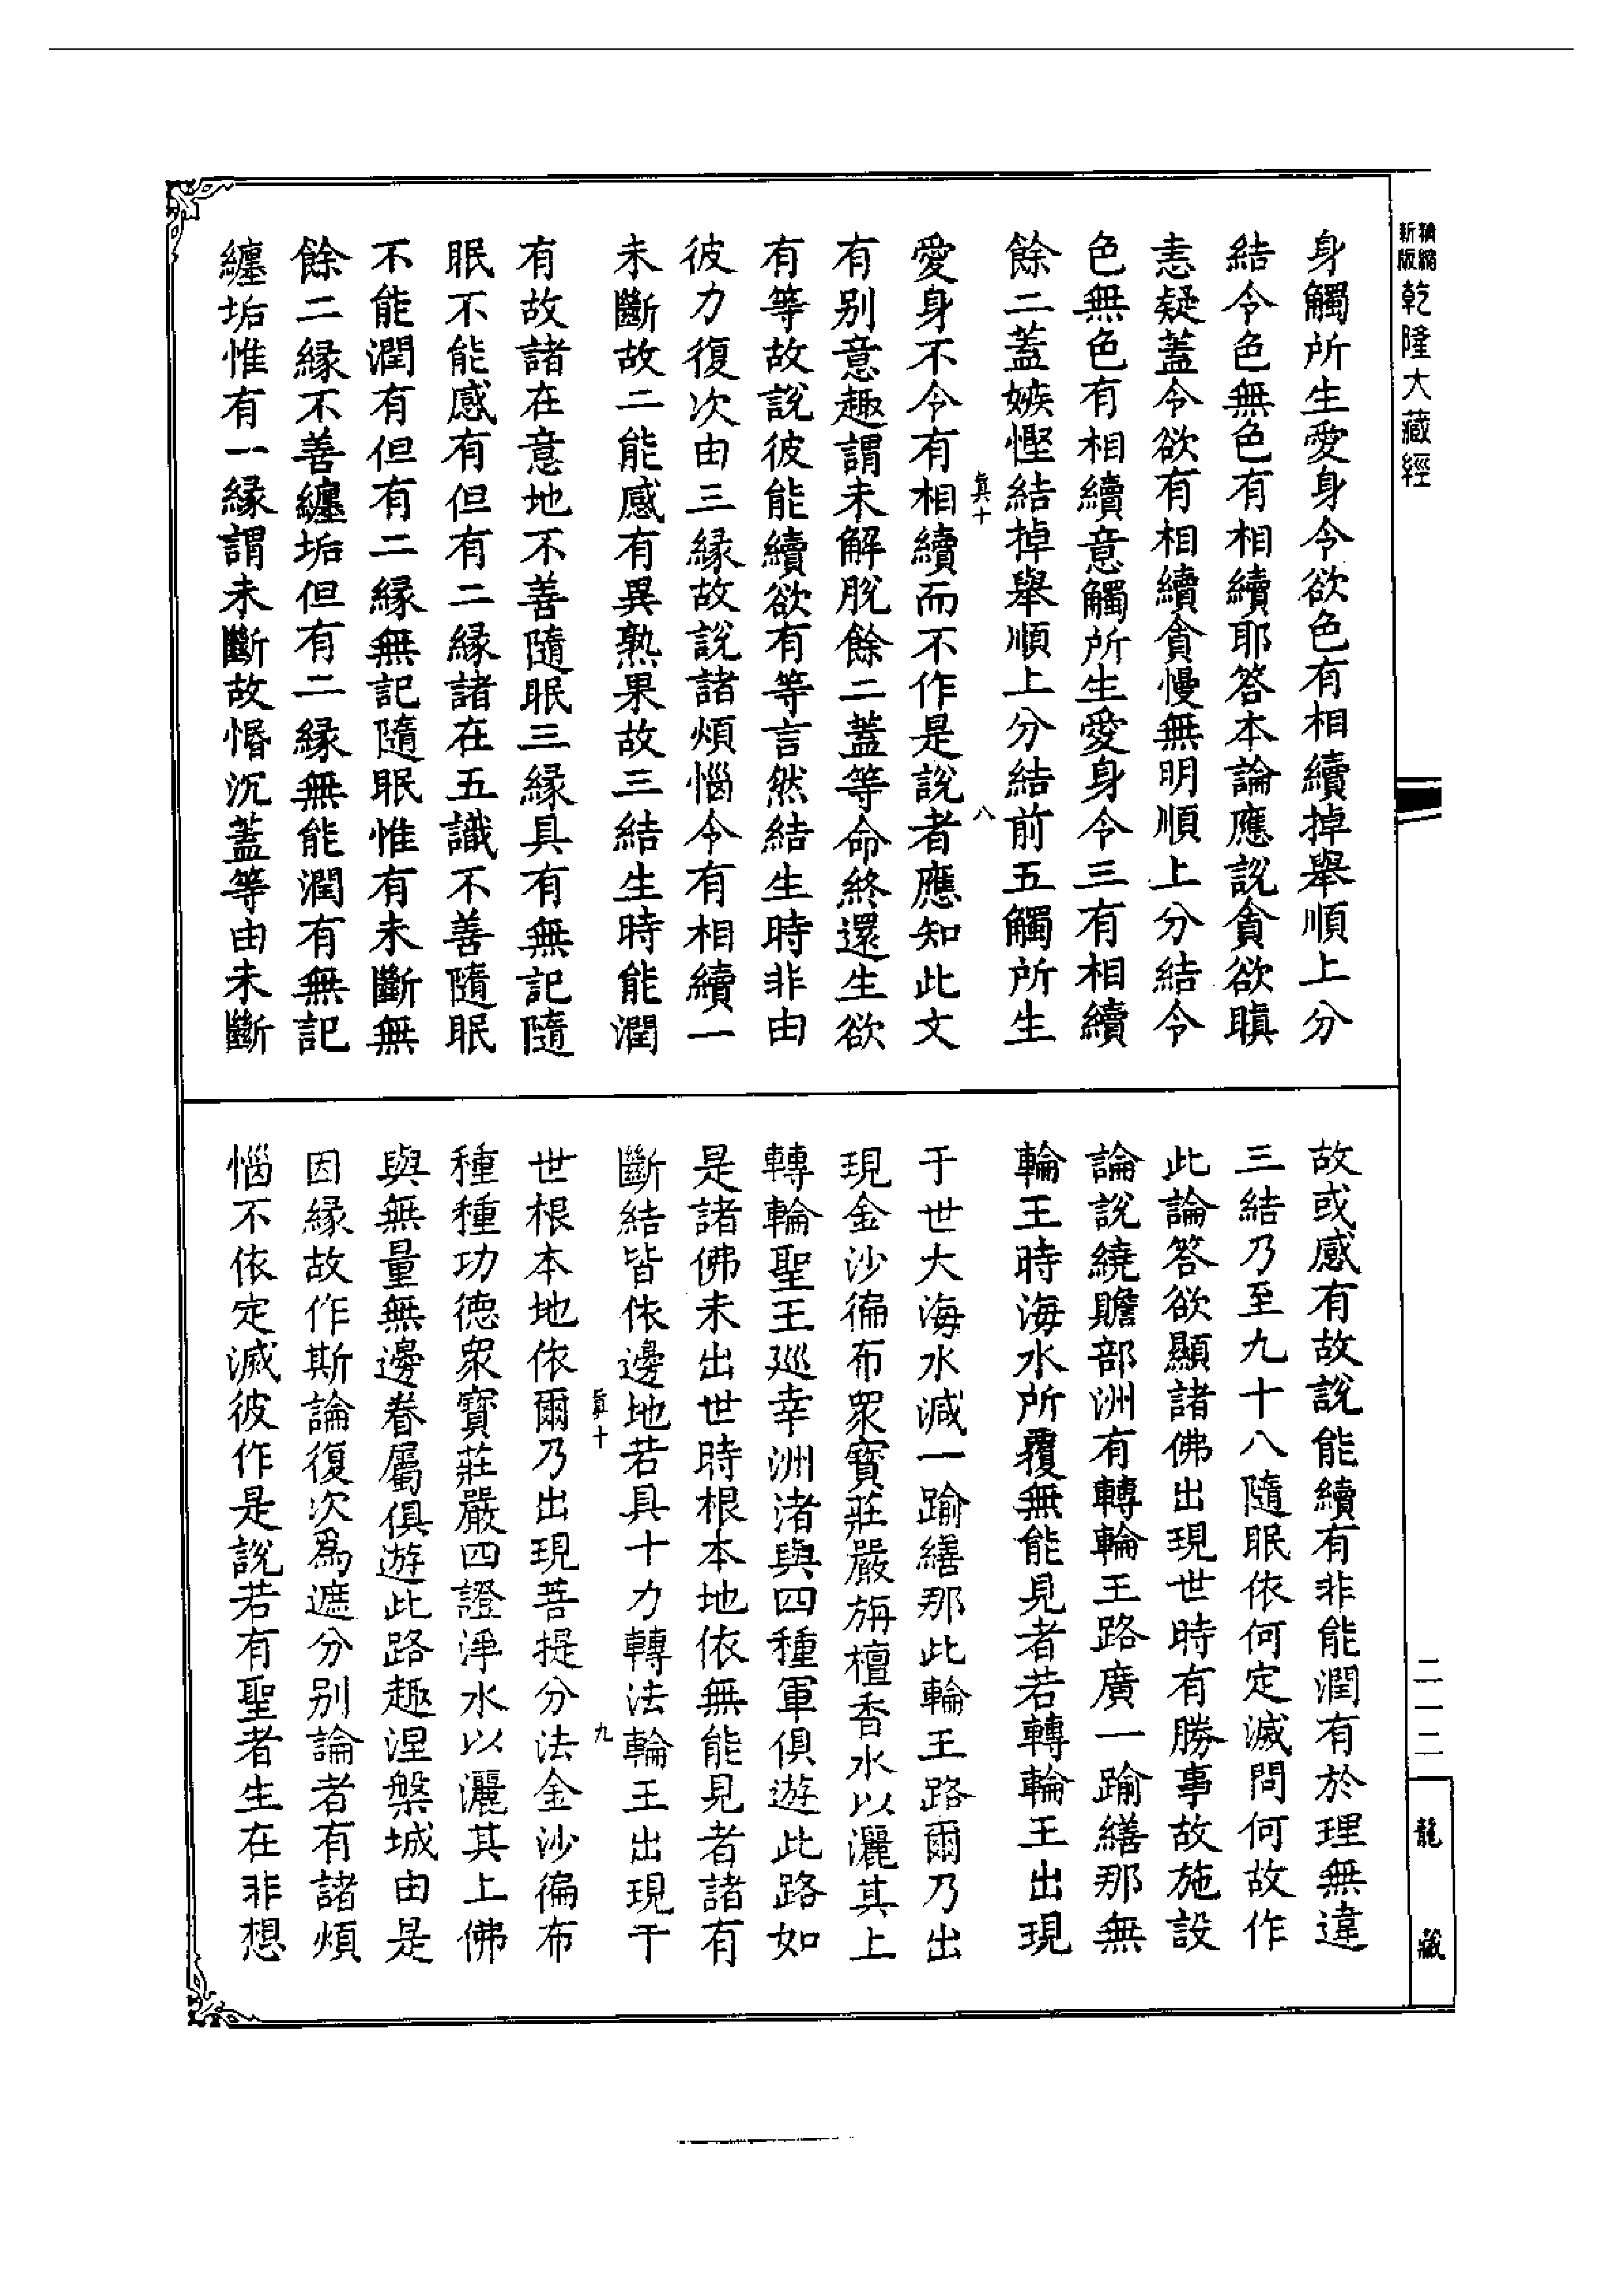 精縮
新版
乾隆大藏經
身觸所生愛身令欲色有相續掉舉順上分
結令色無色有相續耶答本論應說貪欲瞋
恚疑蓋令欲有相續貪慢無明順上分結令
色無色有相續意觸所生愛身令三有相續
餘二蓋嫉慳結掉舉順上分結前五觸所生
真十
八
愛身不令有相續而不作是說者應知此文
有別意趣謂未解脫餘二蓋等命終還生欲
有等故說彼能續欲有等言然結生時非由
彼力復次由三緣故說諸煩惱令有相續一
未斷故二能感有異熟果故三結生時能潤
有故諸在意地不善隨眠三緣具有無記隨
眠不能感有但有二緣諸在五識不善隨眠
不能潤有但有二緣無記隨眠惟有未斷無
餘二緣不善纏垢但有二緣無能潤有無記
纏垢惟有一緣謂未斷故惛沉蓋等由未斷
故或感有故說能續有非能潤有於理無違
三結乃至九十八隨眠依何定滅問何故作
此論答欲顯諸佛出現世時有勝事故施設
論說繞贍部洲有轉輪王路廣一踰繕那無
輪王時海水所覆無能見者若轉輪王出現
于世大海水減一踰繕那此輪王路爾乃出
現金沙徧布眾寶莊嚴栴檀香水以灑其上
轉輪聖王巡幸洲渚與四種軍俱遊此路如
是諸佛未出世時根本地依無能見者諸有
斷結皆依邊地若具十力轉法輪王出現于
真十
九
世根本地依爾乃出現菩提分法金沙徧布
種種功德眾寶莊嚴四證淨水以灑其上佛
與無量無邊眷屬俱遊此路趣涅槃城由是
因緣故作斯論復次為遮分別論者有諸煩
惱不依定滅彼作是說若有聖者生在非想
二一二
龍藏